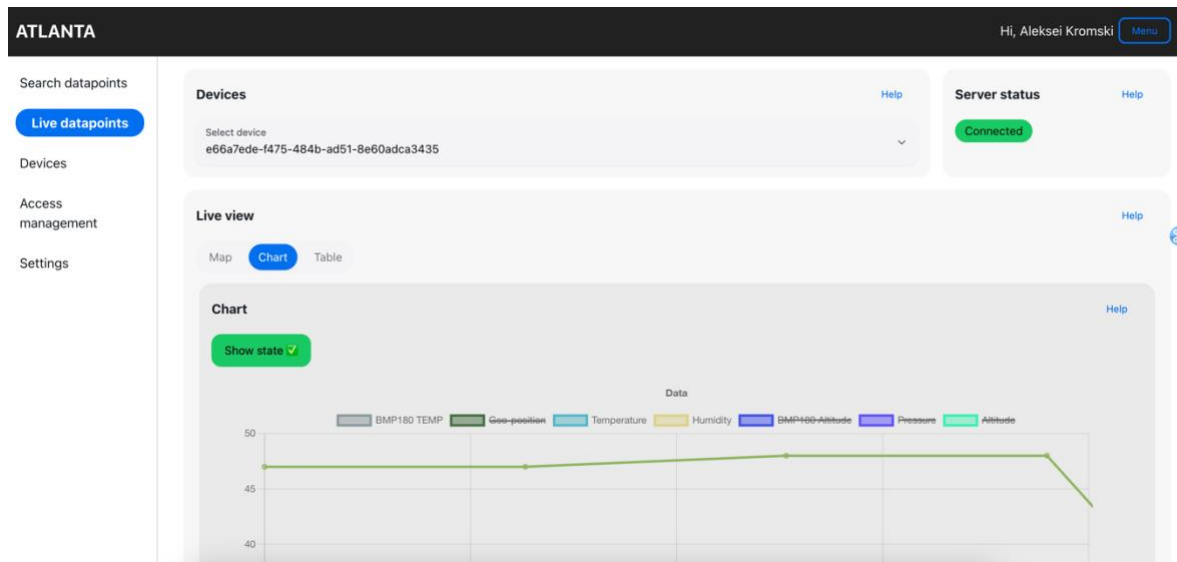 ATLANTA
Hi, Aleksei Kromski
Menu
Search datapoints
Live datapoints
Devices
Access
management
Settings
Devices
Help
Select device
e66a7ede-f475-484b-ad51-8e60adca3435
Server status
Help
Connected
Live view
Help
Map Chart Table
Chart
Help
Show state ✅
Data
BMP180 TEMP Geo-position Temperature Humidity BMP180 Altitude Pressure Altitude
50
45
40